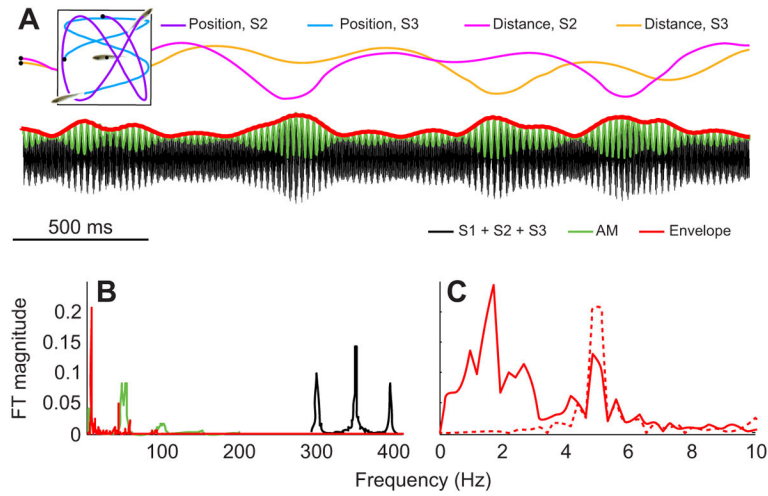 A
Position, S2 Position, S3 Distance, S2 Distance, S3
500 ms
S1 + S2 + S3 AM Envelope
B C
FT magnitude
0.2
0.15
0.1
0.05
0
100 200 300 400
0 2 4 6 8 10
Frequency (Hz)